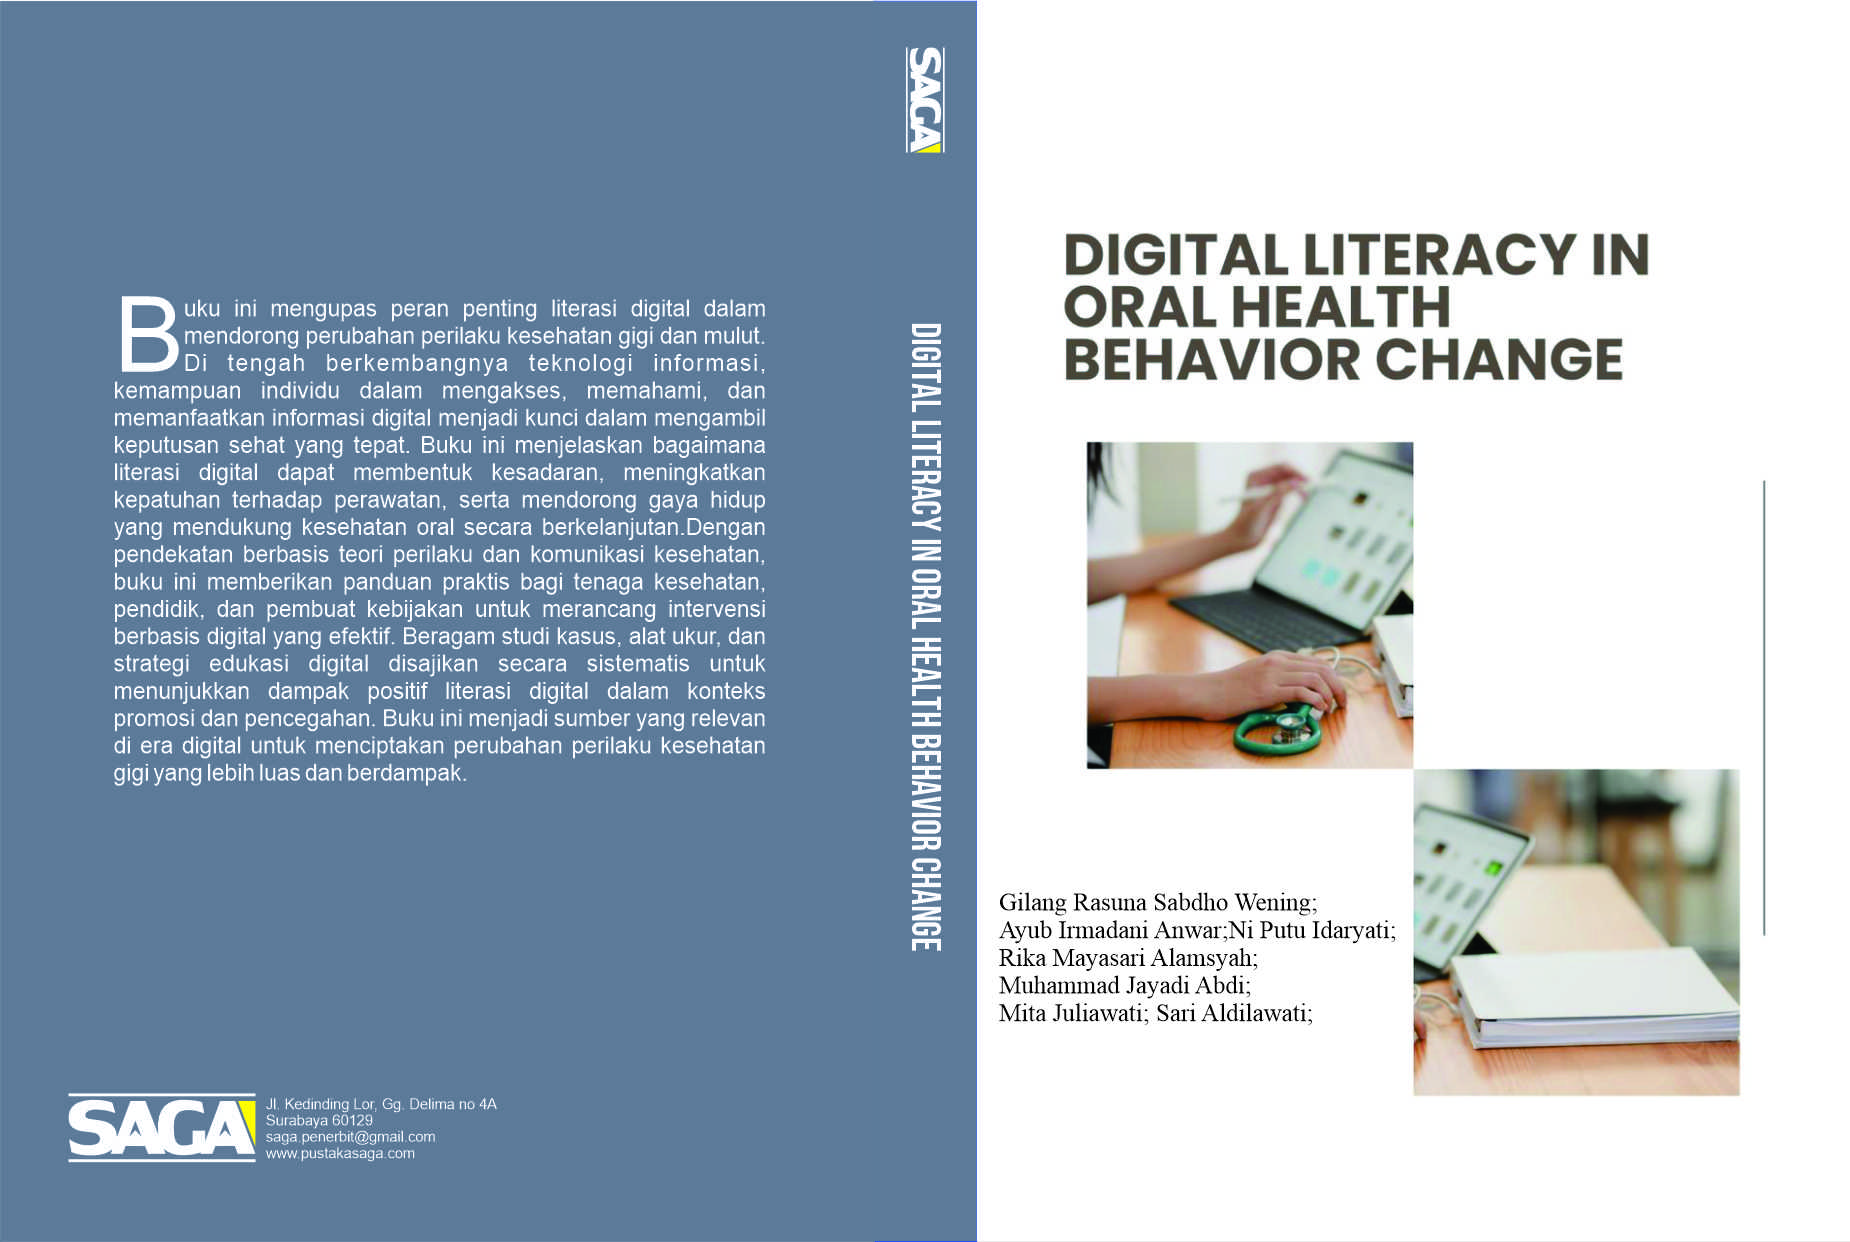 Buku ini mengupas peran penting literasi digital dalam
mendorong perubahan perilaku kesehatan gigi dan mulut.
Di tengah berkembangnya teknologi informasi,
kemampuan individu dalam mengakses, memahami, dan
memanfaatkan informasi digital menjadi kunci dalam mengambil
keputusan sehat yang tepat. Buku ini menjelaskan bagaimana
literasi digital dapat membentuk kesadaran, meningkatkan
kepatuhan terhadap perawatan, serta mendorong gaya hidup
yang mendukung kesehatan oral secara berkelanjutan.Dengan
pendekatan berbasis teori perilaku dan komunikasi kesehatan,
buku ini memberikan panduan praktis bagi tenaga kesehatan,
pendidik, dan pembuat kebijakan untuk merancang intervensi
berbasis digital yang efektif. Beragam studi kasus, alat ukur, dan
strategi edukasi digital disajikan secara sistematis untuk
menunjukkan dampak positif literasi digital dalam konteks
promosi dan pencegahan. Buku ini menjadi sumber yang relevan
di era digital untuk menciptakan perubahan perilaku kesehatan
gigi yang lebih luas dan berdampak.
SAGA
Jl. Kedinding Lor, Gg. Delima no 4A
Surabaya 60129
saga.penerbit@gmail.com
www.pustakasaga.com
SAGA
DIGITAL LITERACY IN ORAL HEALTH BEHAVIOR CHANGE
DIGITAL LITERACY IN
ORAL HEALTH
BEHAVIOR CHANGE
Gilang Rasuna Sabdho Wening;
Ayub Irmadani Anwar;Ni Putu Idaryati;
Rika Mayasari Alamsyah;
Muhammad Jayadi Abdi;
Mita Juliawati; Sari Aldilawati;